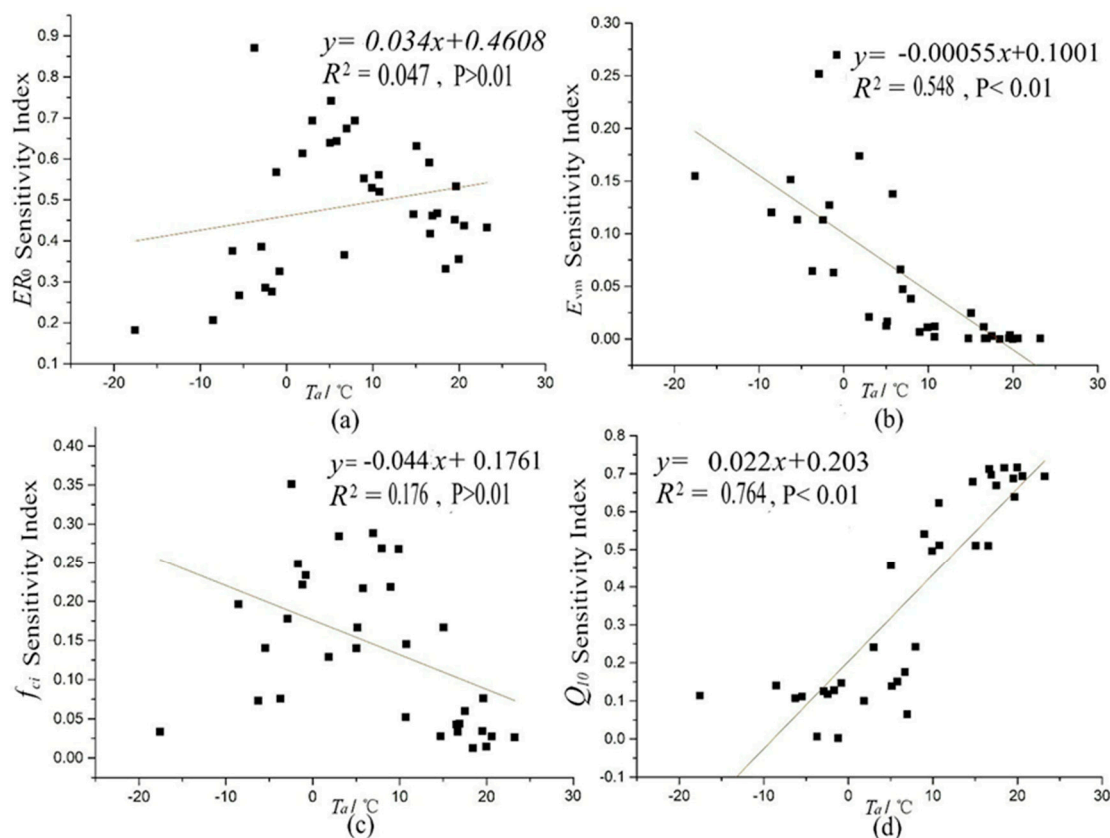 y= 0.034x+0.4608
R² = 0.047 , P>0.01
ER₀ Sensitivity Index
0.9
0.8
0.7
0.6
0.5
0.4
0.3
0.2
0.1
-20 -10 0 10 20 30
Ta / ℃
(a)
y= -0.00055x+0.1001
R² = 0.548 , P< 0.01
Evm Sensitivity Index
0.30
0.25
0.20
0.15
0.10
0.05
0.00
-20 -10 0 10 20 30
Ta / ℃
(b)
y= -0.044x+ 0.1761
R² = 0.176 , P>0.01
fci Sensitivity Index
0.40
0.35
0.30
0.25
0.20
0.15
0.10
0.05
0.00
-20 -10 0 10 20 30
Ta / ℃
(c)
y= 0.022x+0.203
R² = 0.764, P< 0.01
Q10 Sensitivity Index
0.8
0.7
0.6
0.5
0.4
0.3
0.2
0.1
0.0
-0.1
-20 -10 0 10 20 30
Ta / ℃
(d)